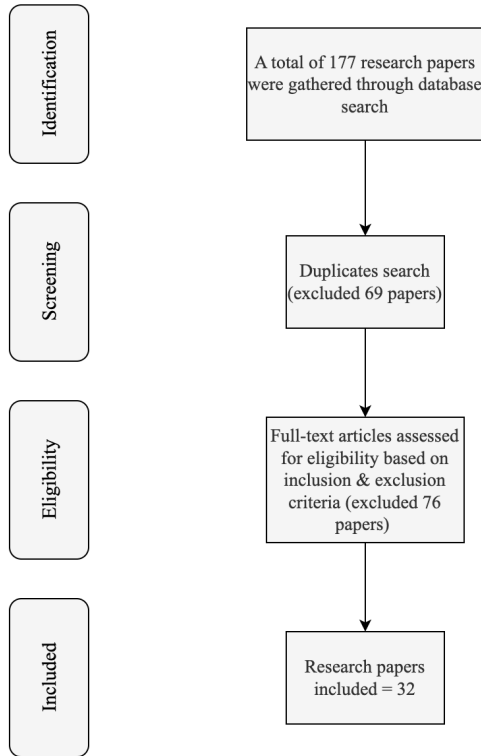 Identification
A total of 177 research papers
were gathered through database
search
Screening
Duplicates search
(excluded 69 papers)
Eligibility
Full-text articles assessed
for eligibility based on
inclusion & exclusion
criteria (excluded 76
papers)
Included
Research papers
included = 32